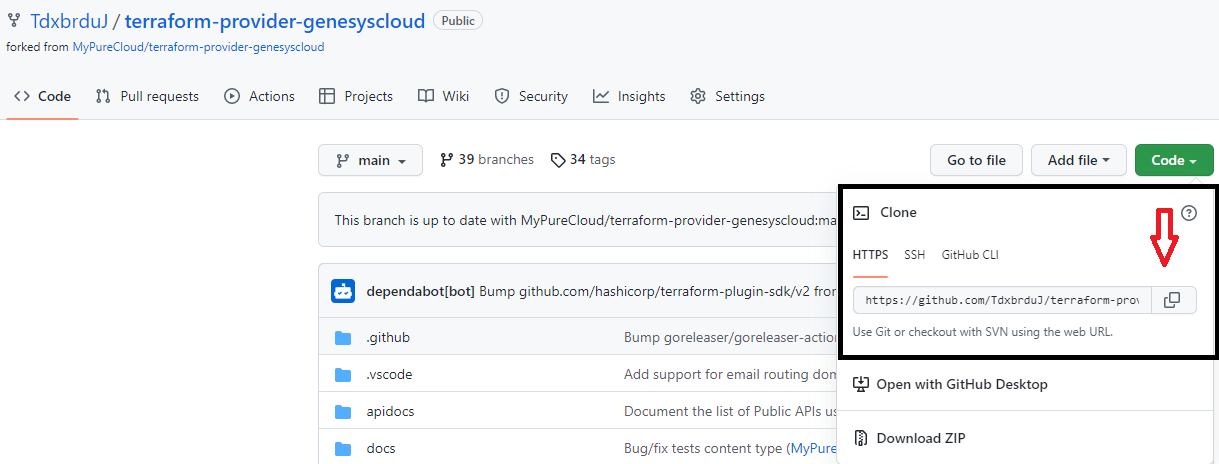 TdxbrduJ / terraform-provider-genesyscloud Public
forked from MyPureCloud/terraform-provider-genesyscloud
Code Pull requests Actions Projects Wiki Security Insights Settings
main 39 branches 34 tags Go to file Add file Code
This branch is up to date with MyPureCloud/terraform-provider-genesyscloud:ma
Clone
HTTPS SSH GitHub CLI
https://github.com/TdxbrduJ/terraform-prov
Use Git or checkout with SVN using the web URL.
Open with GitHub Desktop
Download ZIP
dependabot[bot] Bump github.com/hashicorp/terraform-plugin-sdk/v2 from
.github Bump goreleaser/goreleaser-action
.vscode Add support for email routing dom
apidocs Document the list of Public APIs us
docs Bug/fix tests content type (MyPure